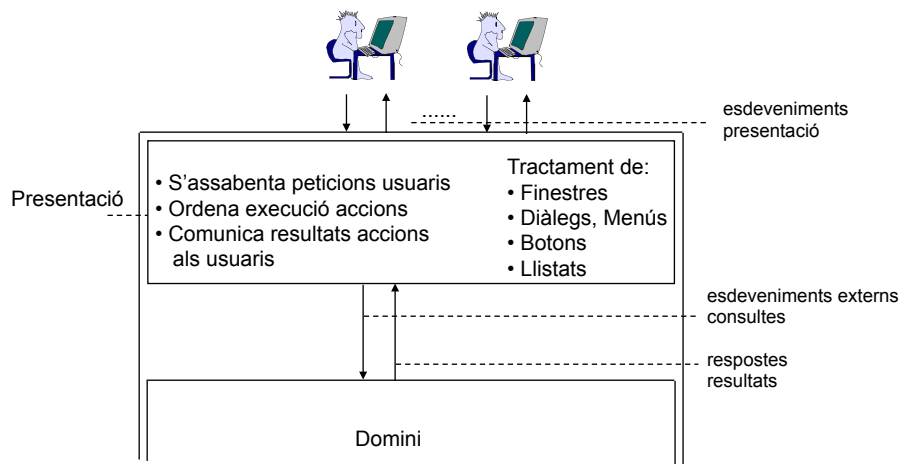 ......
esdeveniments
presentació
Presentació
• S’assabenta peticions usuaris
• Ordena execució accions
• Comunica resultats accions
als usuaris
Tractament de:
• Finestres
• Diàlegs, Menús
• Botons
• Llistats
esdeveniments externs
consultes
respostes
resultats
Domini